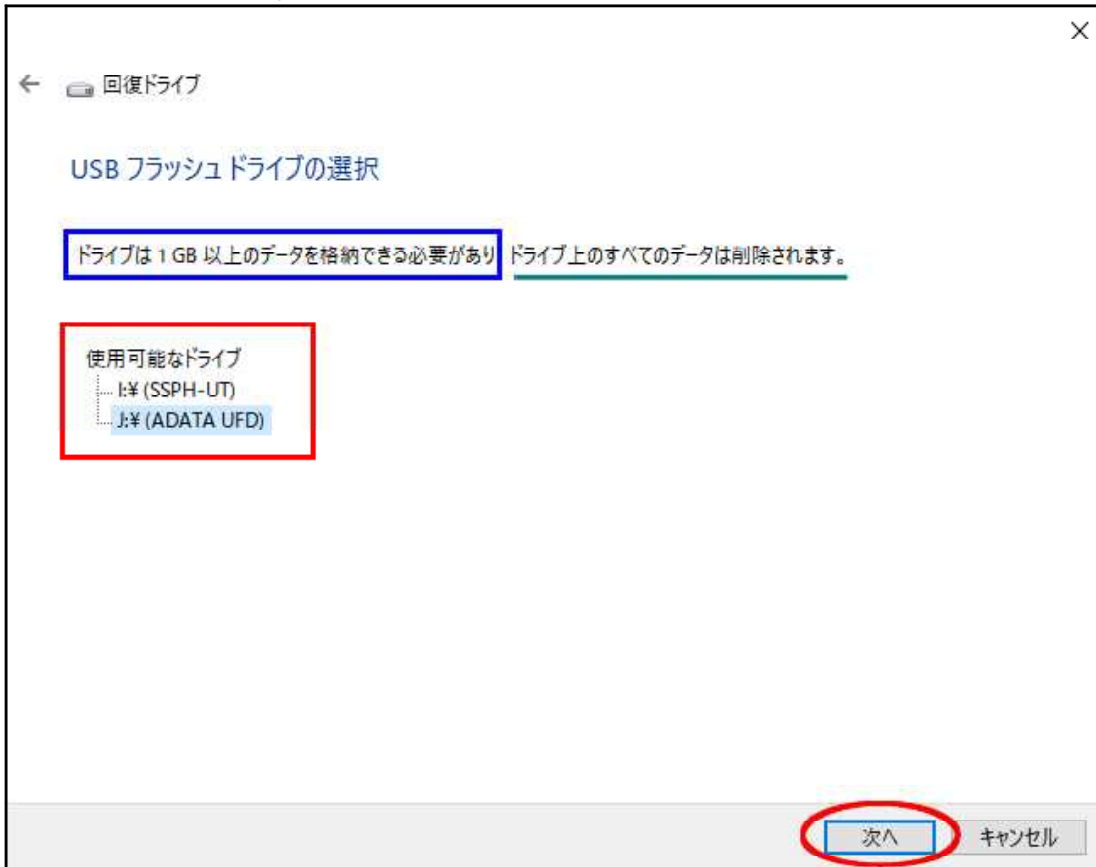 回復ドライブ
USB フラッシュ ドライブの選択
ドライブは 1 GB 以上のデータを格納できる必要があり ドライブ上のすべてのデータは削除されます。
使用可能なドライブ
I:¥ (SSPH-UT)
J:¥ (ADATA UFD)
次へ キャンセル